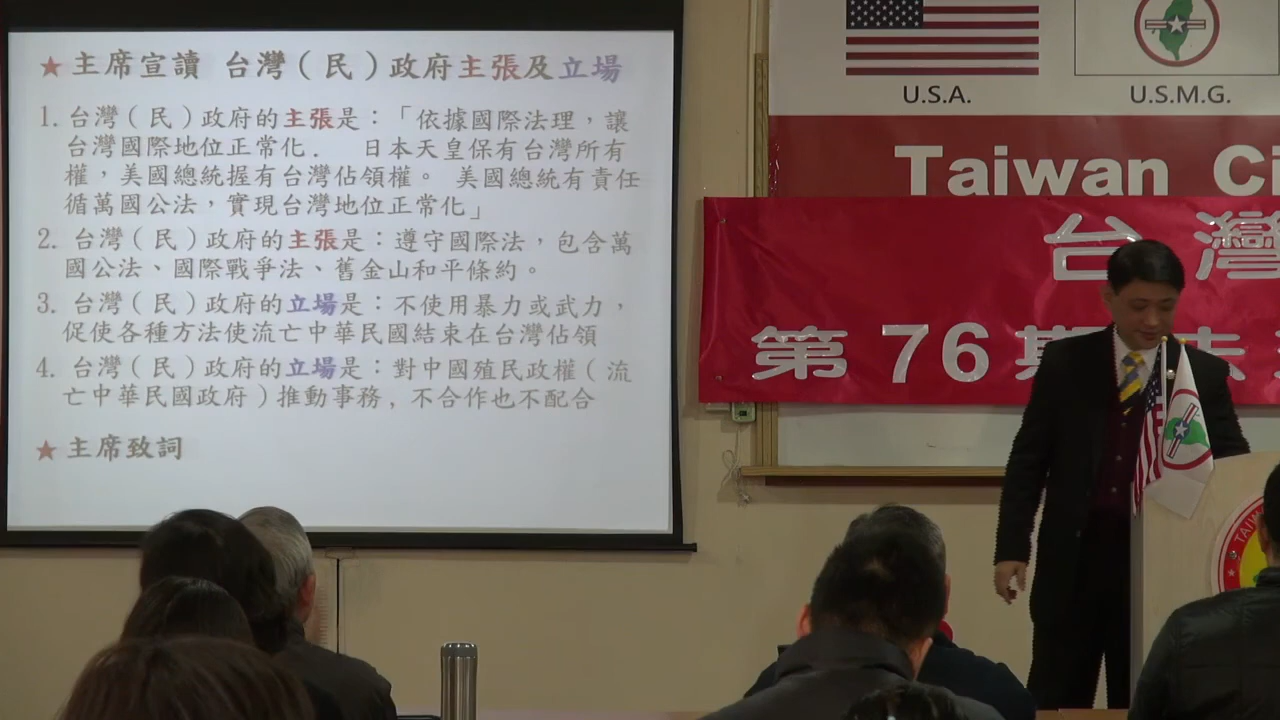 ★ 主席宣讀 台灣(民)政府主張及立場
1. 台灣(民)政府的主張是:「依據國際法理,讓
台灣國際地位正常化. 日本天皇保有台灣所有
權,美國總統握有台灣佔領權。 美國總統有責任
循萬國公法,實現台灣地位正常化」
2. 台灣(民)政府的主張是:遵守國際法,包含萬
國公法、國際戰爭法、舊金山和平條約。
3. 台灣(民)政府的立場是:不使用暴力或武力,
促使各種方法使流亡中華民國結束在台灣佔領
4. 台灣(民)政府的立場是:對中國殖民政權(流
亡中華民國政府)推動事務, 不合作也不配合
★ 主席致詞
U.S.A.
U.S.M.G.
Taiwan Ci
台灣
第76期
TAIW